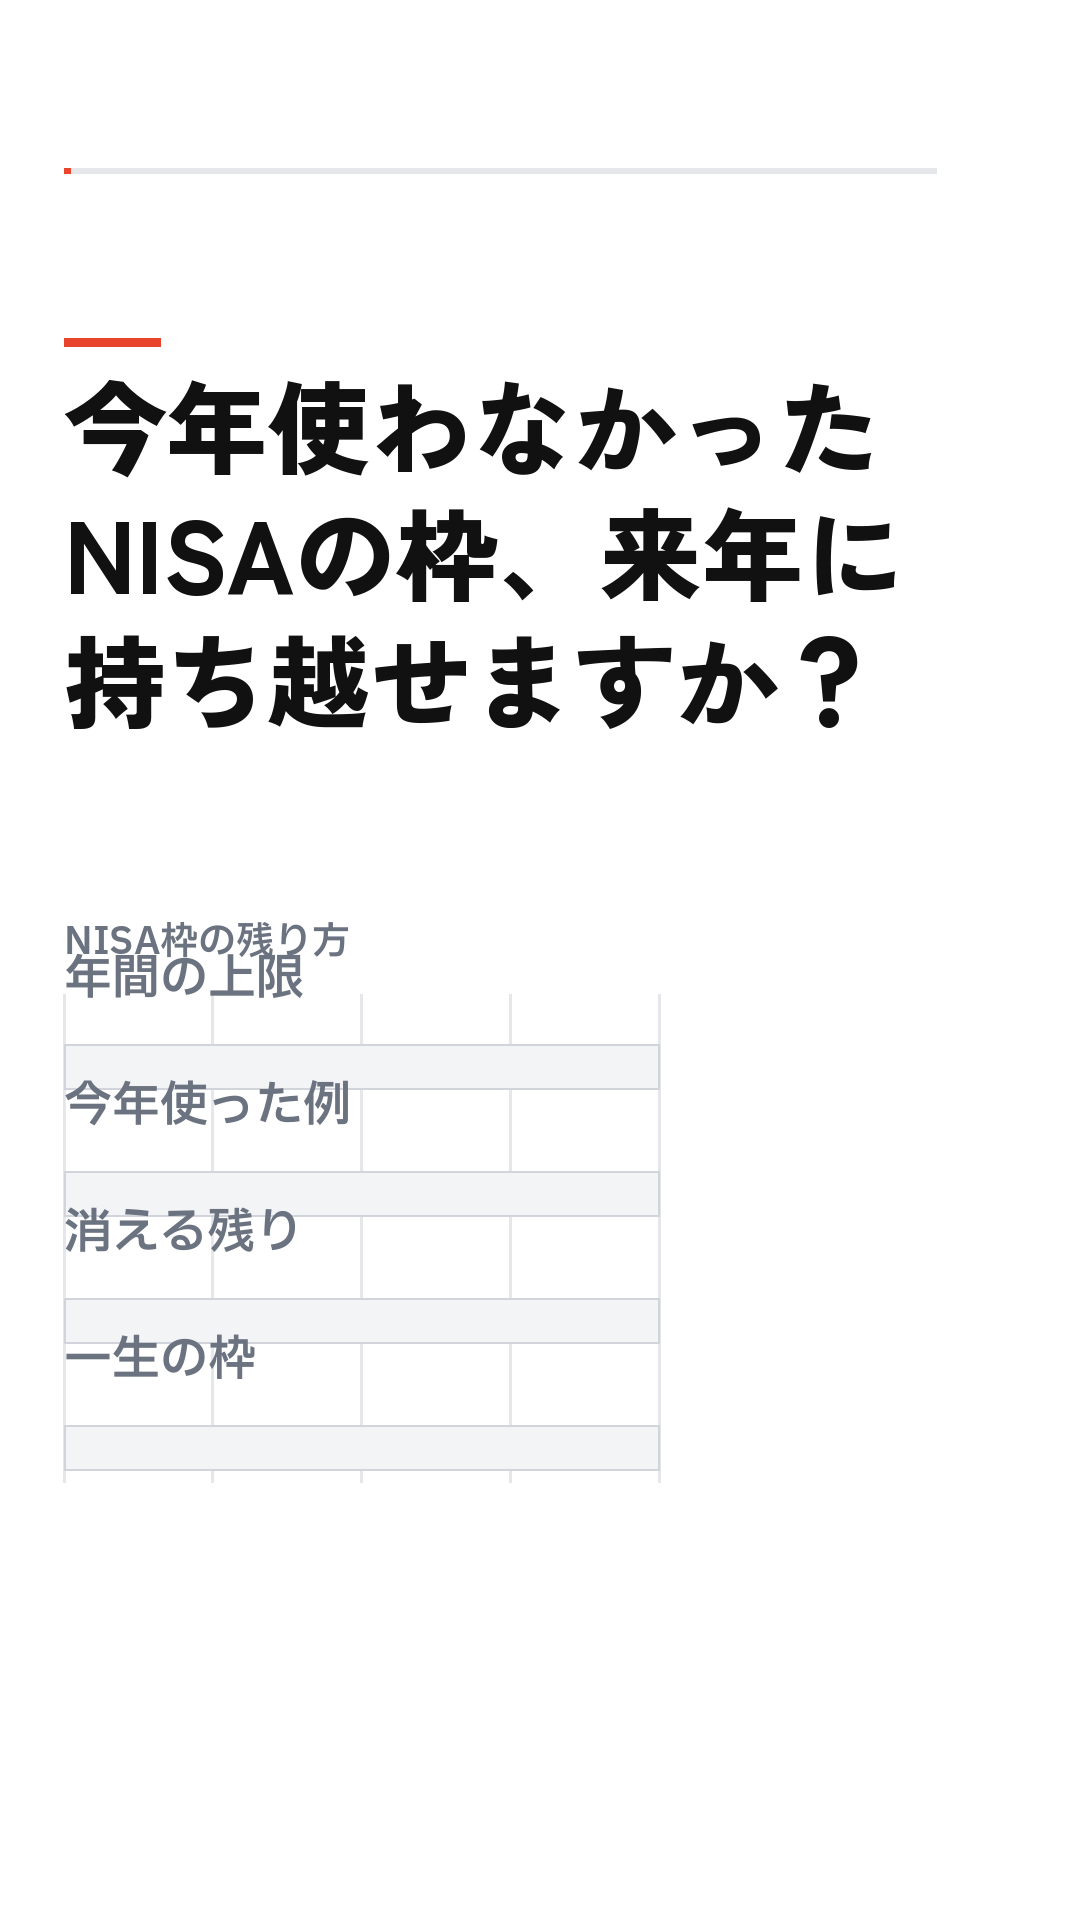 今年使わなかった
NISAの枠、来年に
持ち越せますか？
NISA枠の残り方
年間の上限
今年使った例
消える残り
一生の枠